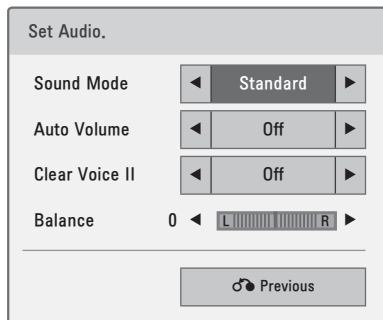 Set Audio.
Sound Mode ◄ Standard ►
Auto Volume ◄ Off ►
Clear Voice II ◄ Off ►
Balance 0 ◄ L R ►
Previous